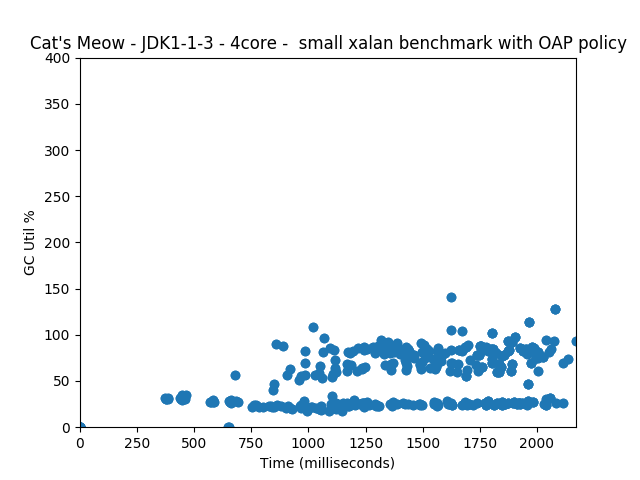 Cat's Meow - JDK1-1-3 - 4core -  small xalan benchmark with OAP policy
400
350
300
250
200
150
100
50
0
GC Util %
0 250 500 750 1000 1250 1500 1750 2000
Time (milliseconds)